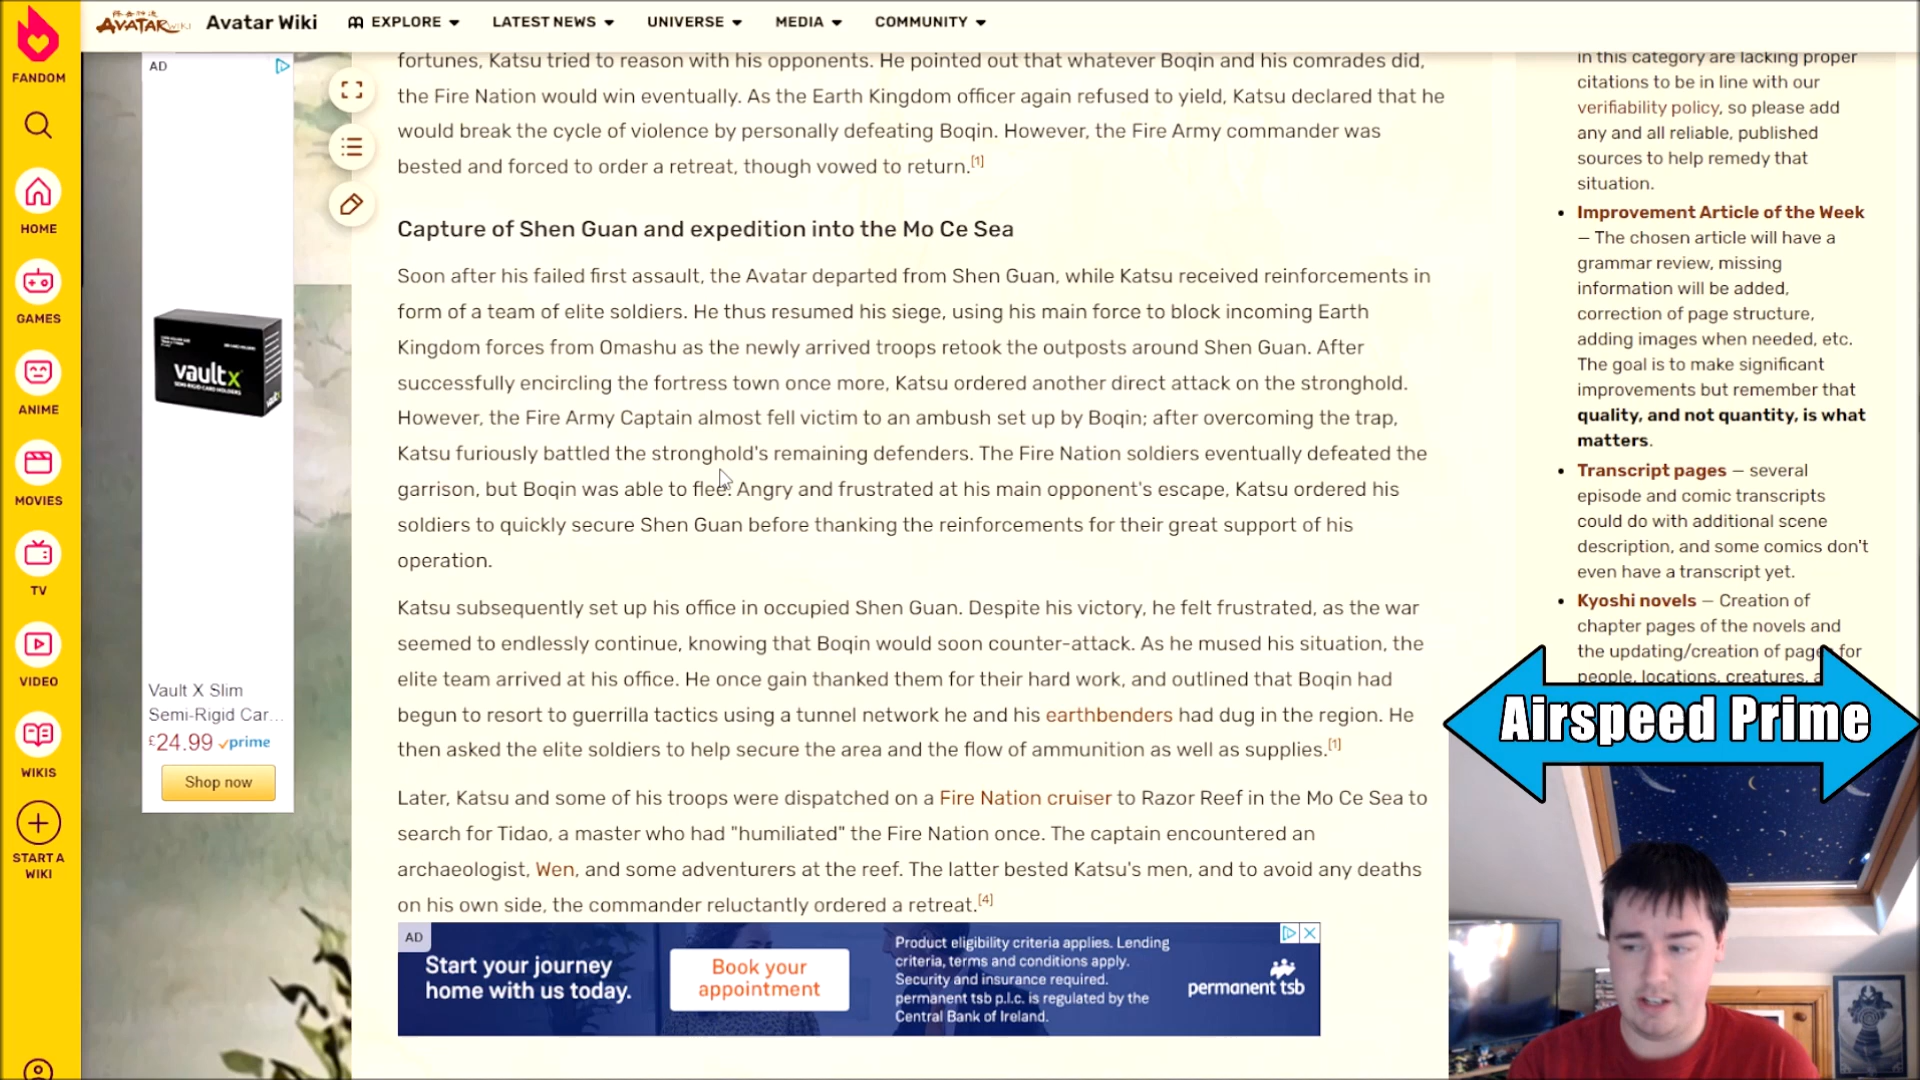 AVATAR WIKI
Avatar Wiki
EXPLORE
LATEST NEWS
UNIVERSE
MEDIA
COMMUNITY
FANDOM
HOME
GAMES
ANIME
MOVIES
TV
VIDEO
WIKIS
START A
WIKI
AD
vaultx
SEMI-RIGID CARD HOLDERS
Vault X Slim
Semi-Rigid Car...
£24.99 prime
Shop now
fortunes, Katsu tried to reason with his opponents. He pointed out that whatever Boqin and his comrades did,
the Fire Nation would win eventually. As the Earth Kingdom officer again refused to yield, Katsu declared that he
would break the cycle of violence by personally defeating Boqin. However, the Fire Army commander was
bested and forced to order a retreat, though vowed to return.[1]
Capture of Shen Guan and expedition into the Mo Ce Sea
Soon after his failed first assault, the Avatar departed from Shen Guan, while Katsu received reinforcements in
form of a team of elite soldiers. He thus resumed his siege, using his main force to block incoming Earth
Kingdom forces from Omashu as the newly arrived troops retook the outposts around Shen Guan. After
successfully encircling the fortress town once more, Katsu ordered another direct attack on the stronghold.
However, the Fire Army Captain almost fell victim to an ambush set up by Boqin; after overcoming the trap,
Katsu furiously battled the stronghold's remaining defenders. The Fire Nation soldiers eventually defeated the
garrison, but Boqin was able to flee. Angry and frustrated at his main opponent's escape, Katsu ordered his
soldiers to quickly secure Shen Guan before thanking the reinforcements for their great support of his
operation.
Katsu subsequently set up his office in occupied Shen Guan. Despite his victory, he felt frustrated, as the war
seemed to endlessly continue, knowing that Boqin would soon counter-attack. As he mused his situation, the
elite team arrived at his office. He once gain thanked them for their hard work, and outlined that Boqin had
begun to resort to guerrilla tactics using a tunnel network he and his earthbenders had dug in the region. He
then asked the elite soldiers to help secure the area and the flow of ammunition as well as supplies.[1]
Later, Katsu and some of his troops were dispatched on a Fire Nation cruiser to Razor Reef in the Mo Ce Sea to
search for Tidao, a master who had "humiliated" the Fire Nation once. The captain encountered an
archaeologist, Wen, and some adventurers at the reef. The latter bested Katsu's men, and to avoid any deaths
on his own side, the commander reluctantly ordered a retreat.[4]
AD
Start your journey
home with us today.
Book your
appointment
Product eligibility criteria applies. Lending
criteria, terms and conditions apply.
Security and insurance required.
permanent tsb p.l.c. is regulated by the
Central Bank of Ireland.
permanent tsb
in this category are lacking proper
citations to be in line with our
verifiability policy, so please add
any and all reliable, published
sources to help remedy that
situation.
• Improvement Article of the Week
– The chosen article will have a
grammar review, missing
information will be added,
correction of page structure,
adding images when needed, etc.
The goal is to make significant
improvements but remember that
quality, and not quantity, is what
matters.
• Transcript pages – several
episode and comic transcripts
could do with additional scene
description, and some comics don't
even have a transcript yet.
• Kyoshi novels – Creation of
chapter pages of the novels and
the updating/creation of pages for
people, locations, creatures,
Airspeed Prime